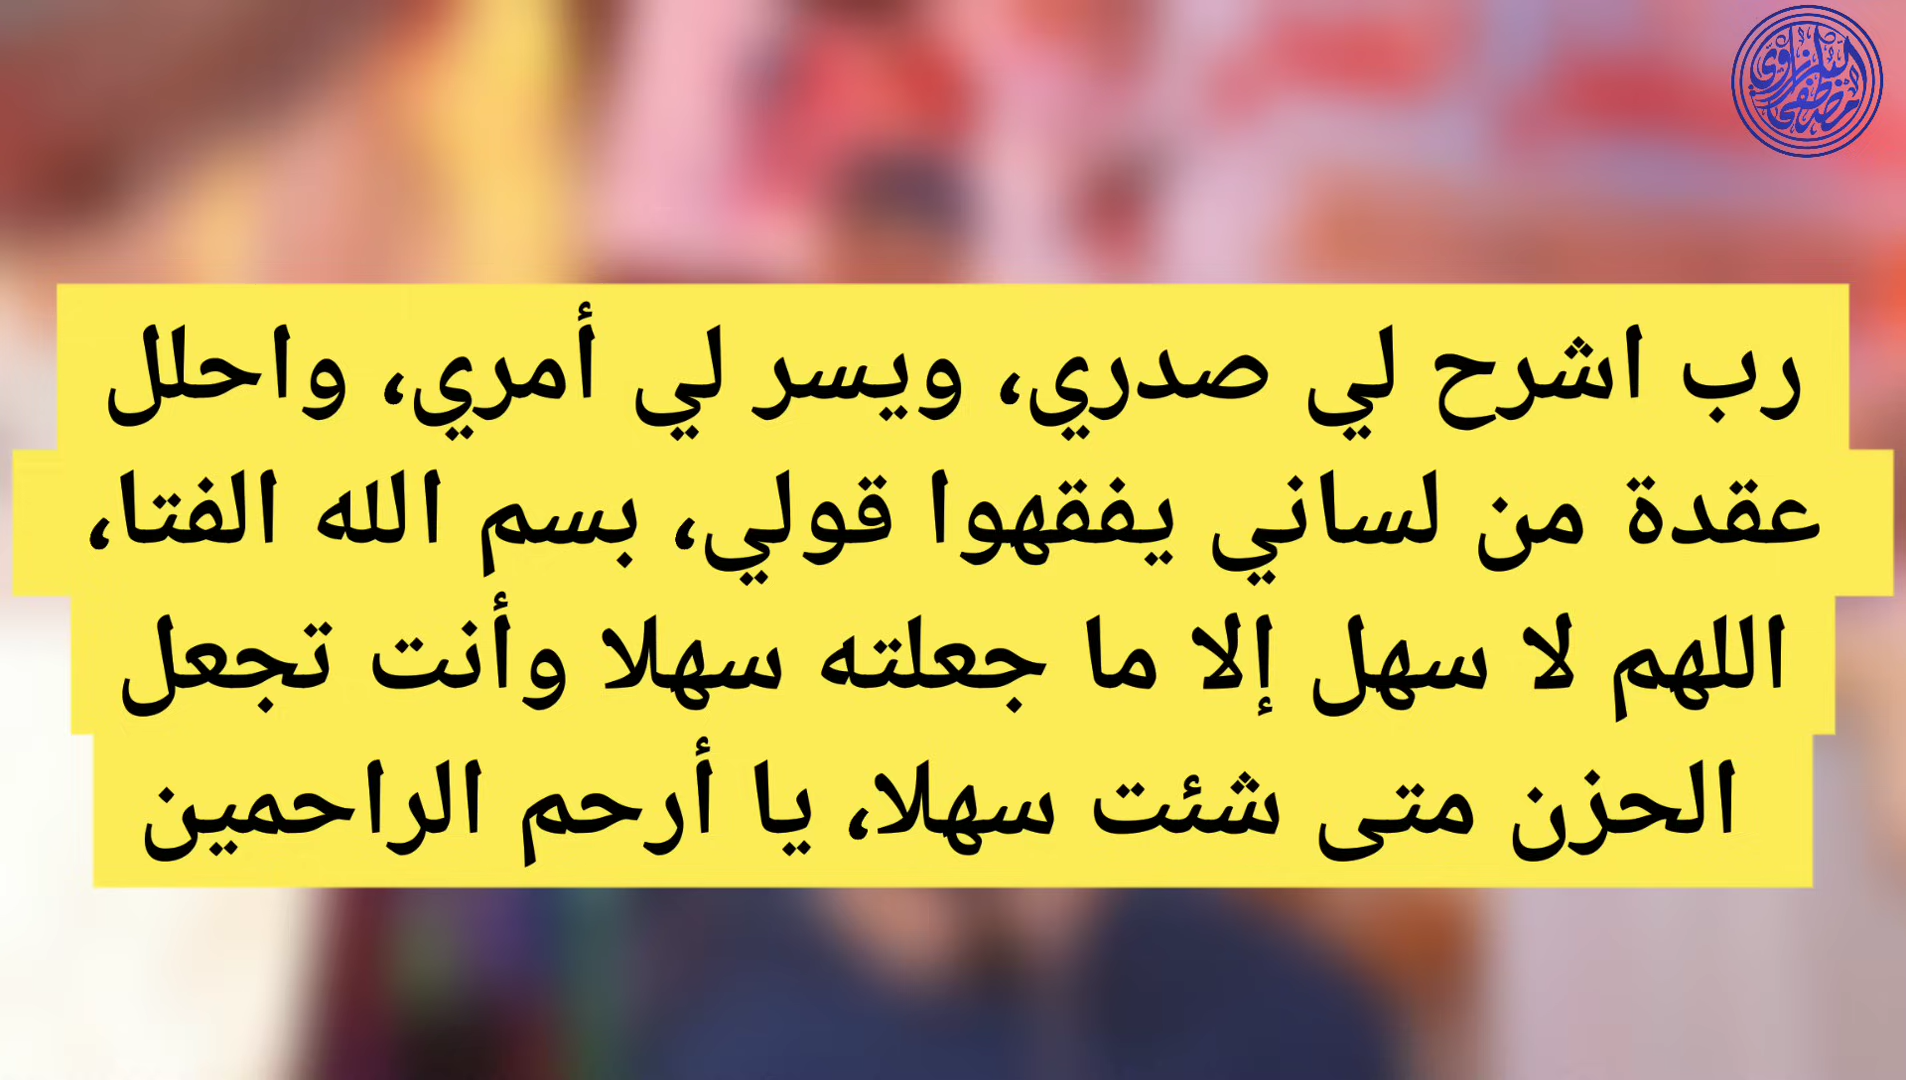 رب اشرح لي صدري، ويسر لي أمري، واحلل
عقدة من لساني يفقهوا قولي، بسم الله الفتا،
اللهم لا سهل إلا ما جعلته سهلا وأنت تجعل
الحزن متى شئت سهلا، يا أرحم الراحمين